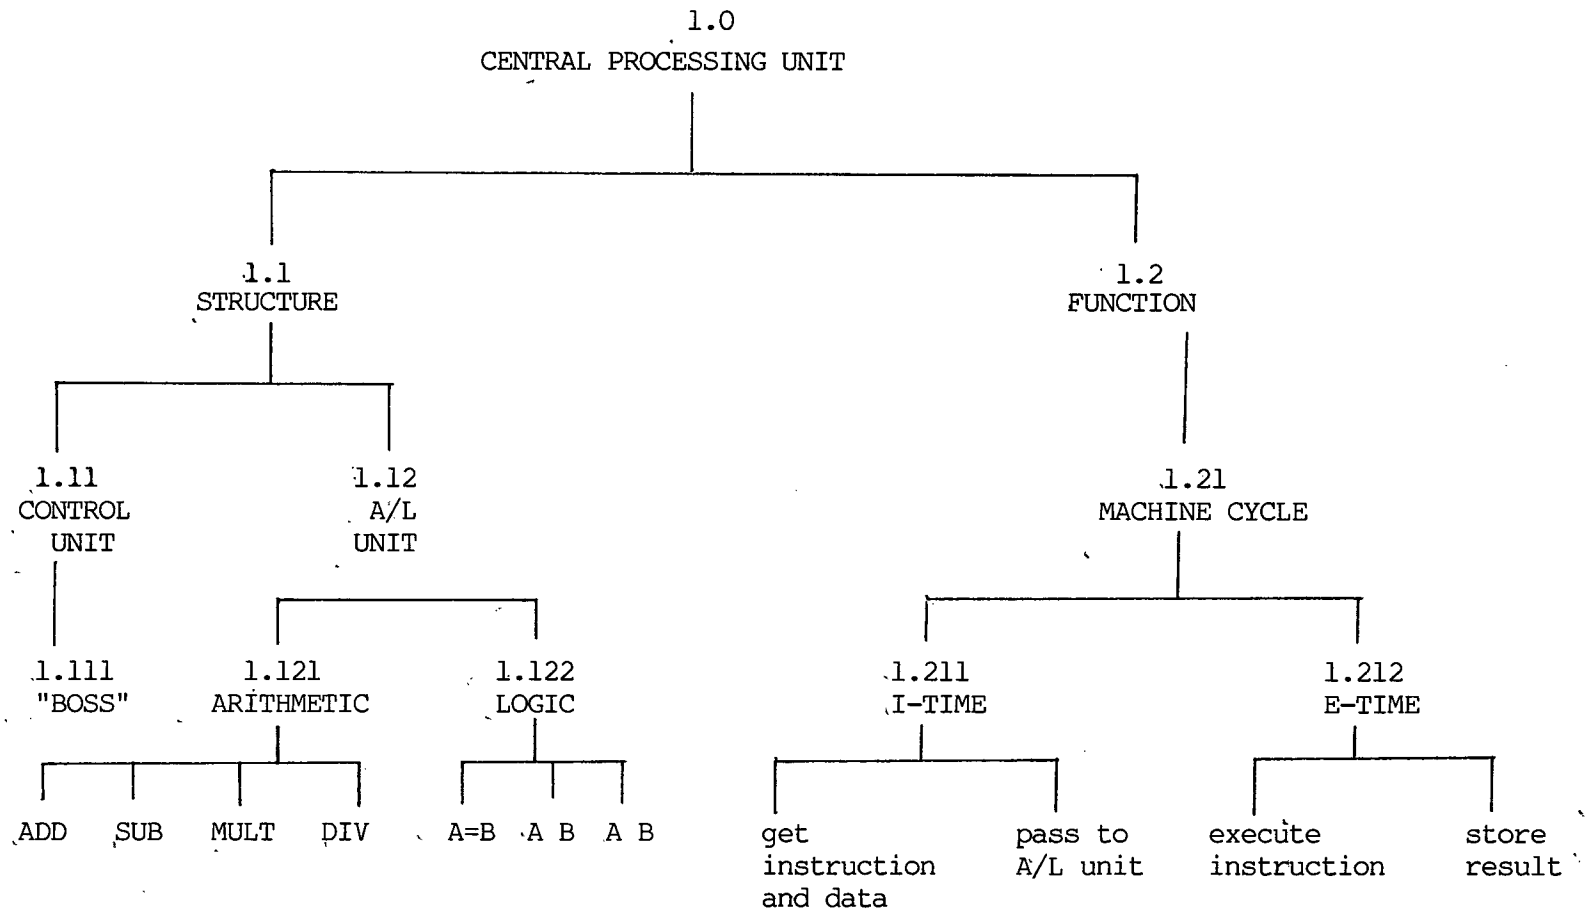 1.0
CENTRAL PROCESSING UNIT
1.1
STRUCTURE
1.2
FUNCTION
1.11
CONTROL
UNIT
1.12
A/L
UNIT
1.21
MACHINE CYCLE
1.111
"BOSS"
1.121
ARITHMETIC
1.122
LOGIC
1.211
I-TIME
1.212
E-TIME
ADD
SUB
MULT
DIV
A=B
A B
A B
get
instruction
and data
pass to
A/L unit
execute
instruction
store
result